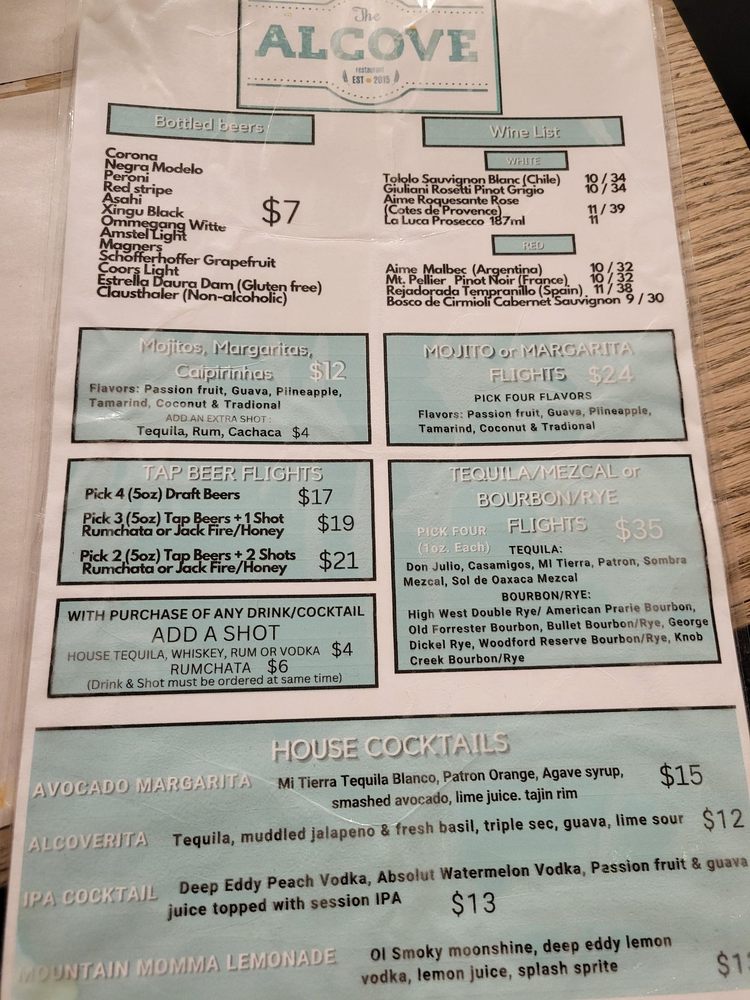 The
ALCOVE
restaurant
EST 2015
Bottled beers
Corona
Negra Modelo
Peroni
Red stripe
Asahi
Xingu Black
Ommegang Witte
Amstel Light
Magners
Schofferhoffer Grapefruit
Coors Light
Estrella Daura Dam (Gluten free)
Clausthaler (Non-alcoholic)
$7
Wine List
WHITE
Tololo Sauvignon Blanc (Chile) 10 / 34
Giuliani Rosetti Pinot Grigio 10 / 34
Aime Roquesante Rose
(Cotes de Provence) 11 / 39
La Luca Prosecco 187ml 11
RED
Aime Malbec (Argentina) 10 / 32
Mt. Pellier Pinot Noir (France) 10 / 32
Rejadorada Tempranillo (Spain) 11 / 38
Bosco de Cirmioli Cabernet Sauvignon 9 / 30
Mojitos, Margaritas,
Caipirinhas $12
Flavors: Passion fruit, Guava, Piineapple,
Tamarind, Coconut & Tradional
ADD AN EXTRA SHOT :
Tequila, Rum, Cachaca $4
MOJITO or MARGARITA
FLIGHTS $24
PICK FOUR FLAVORS
Flavors: Passion fruit, Guava, Piineapple,
Tamarind, Coconut & Tradional
TAP BEER FLIGHTS
Pick 4 (5oz) Draft Beers $17
Pick 3 (5oz) Tap Beers + 1 Shot
Rumchata or Jack Fire/Honey $19
Pick 2 (5oz) Tap Beers + 2 Shots
Rumchata or Jack Fire/Honey $21
TEQUILA/MEZCAL or
BOURBON/RYE
PICK FOUR FLIGHTS $35
(1oz. Each) TEQUILA:
Don Julio, Casamigos, MI Tierra, Patron, Sombra
Mezcal, Sol de Oaxaca Mezcal
BOURBON/RYE:
High West Double Rye/ American Prarie Bourbon,
Old Forrester Bourbon, Bullet Bourbon/Rye, George
Dickel Rye, Woodford Reserve Bourbon/Rye, Knob
Creek Bourbon/Rye
WITH PURCHASE OF ANY DRINK/COCKTAIL
ADD A SHOT
HOUSE TEQUILA, WHISKEY, RUM OR VODKA $4
RUMCHATA $6
(Drink & Shot must be ordered at same time)
HOUSE COCKTAILS
AVOCADO MARGARITA Mi Tierra Tequila Blanco, Patron Orange, Agave syrup, $15
smashed avocado, lime juice. tajin rim
ALCOVERITA Tequila, muddled jalapeno & fresh basil, triple sec, guava, lime sour $12
IPA COCKTAIL Deep Eddy Peach Vodka, Absolut Watermelon Vodka, Passion fruit & guava
juice topped with session IPA $13
MOUNTAIN MOMMA LEMONADE Ol Smoky moonshine, deep eddy lemon
vodka, lemon juice, splash sprite